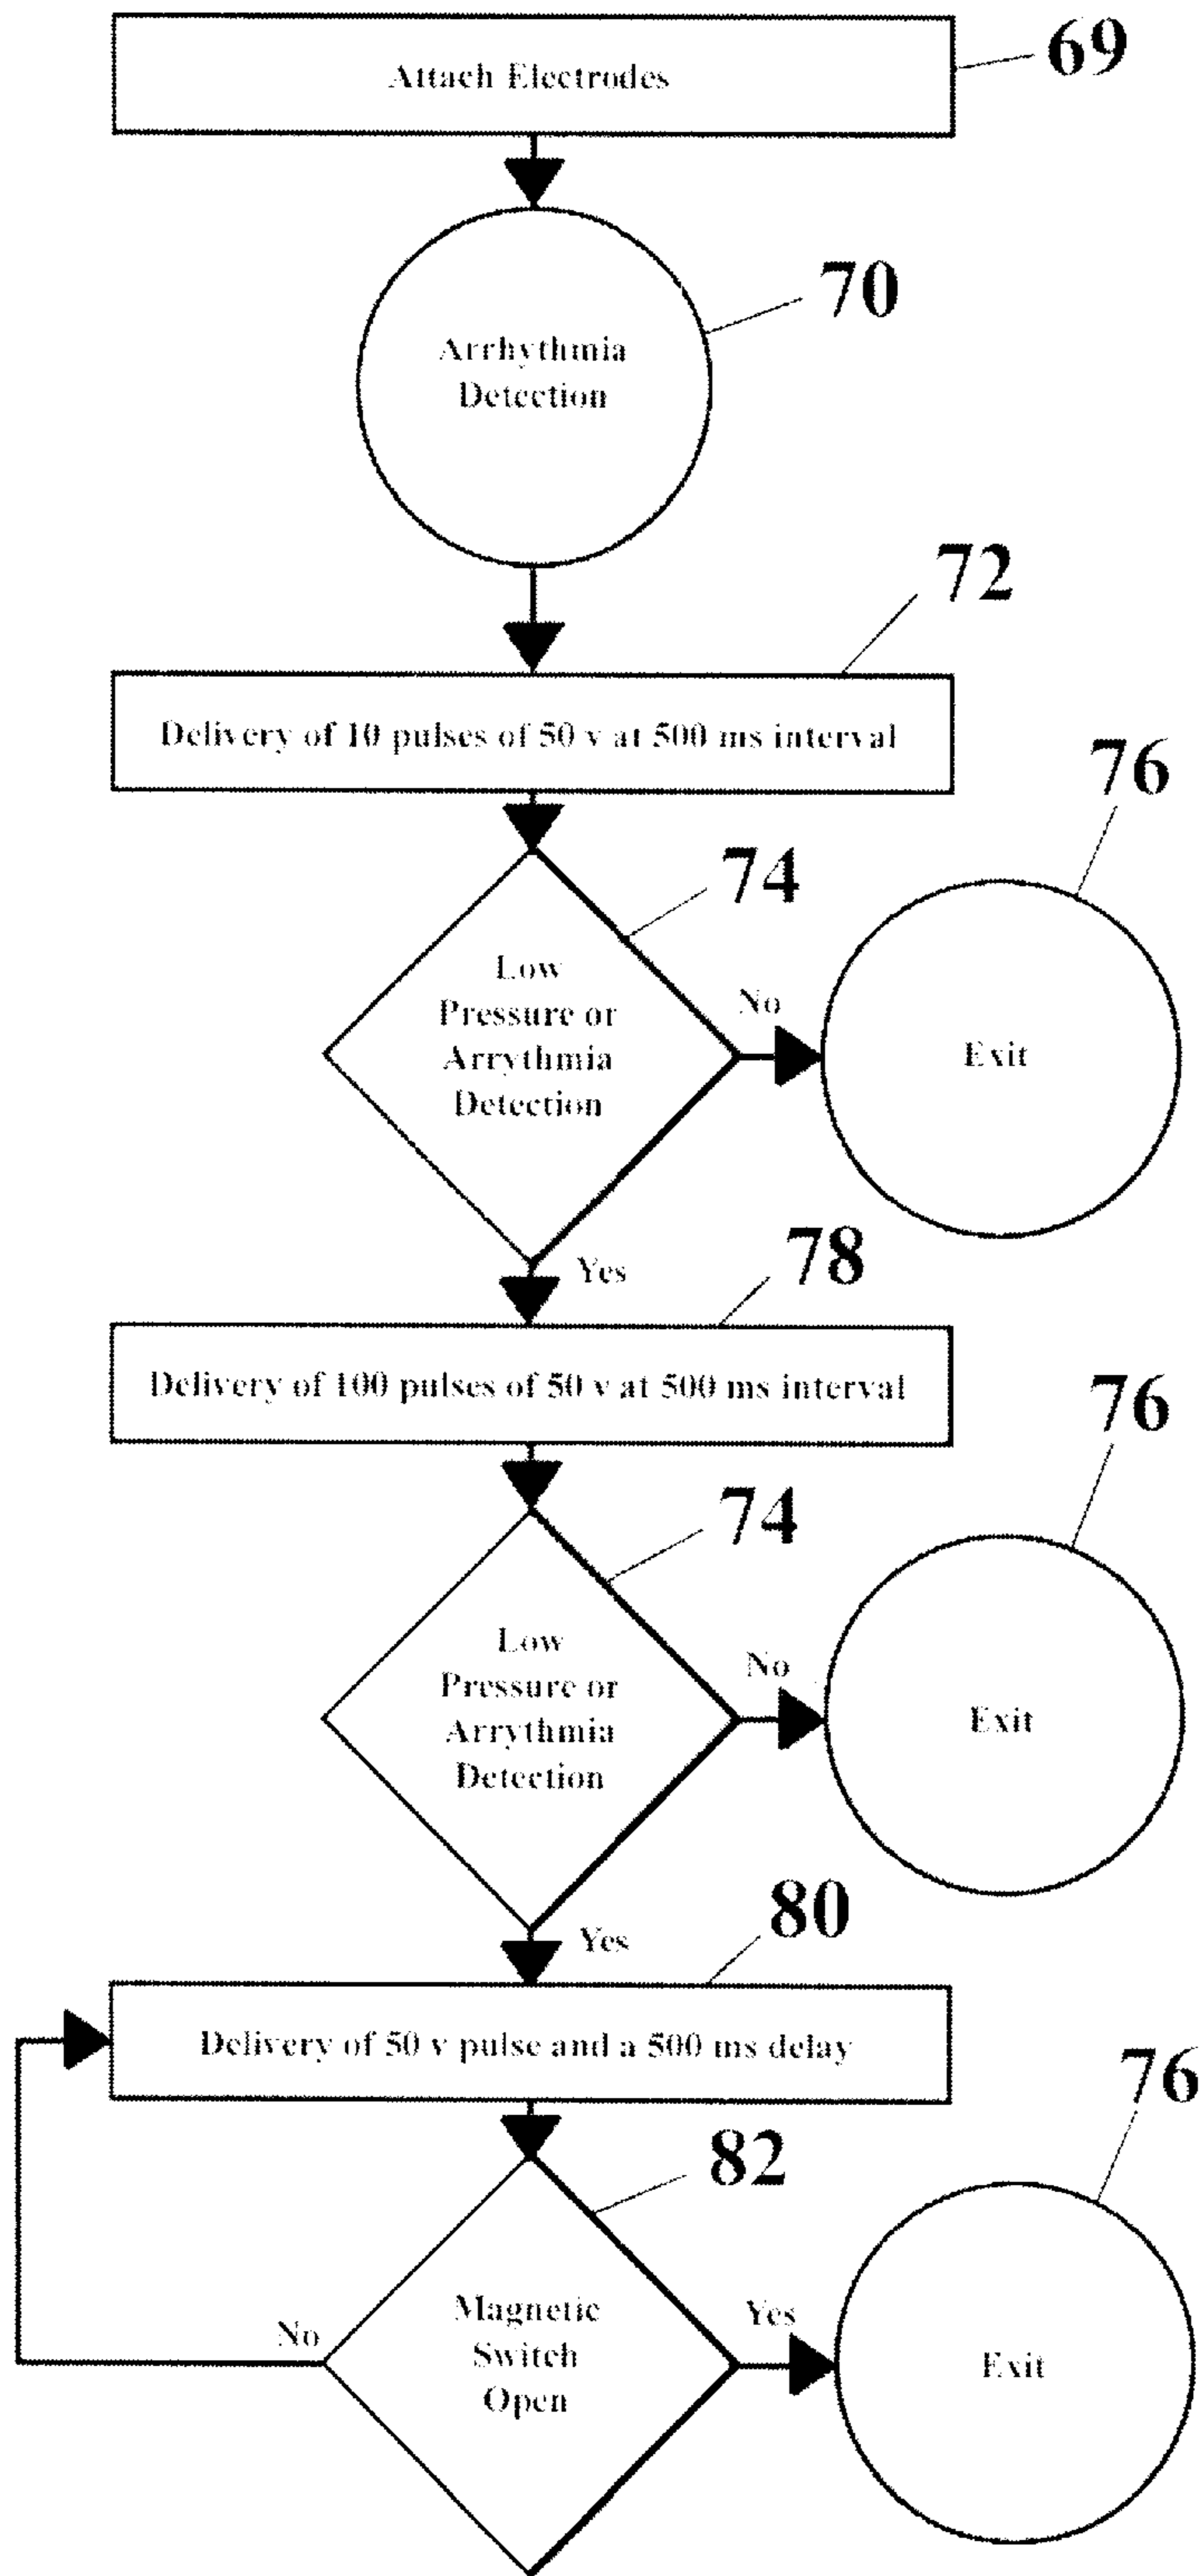 Attach Electrodes
69
Arrhythmia
Detection
70
72
Delivery of 10 pulses of 50 v at 500 ms interval
76
74
Low
Pressure or
Arrythmia
Detection
No
Exit
Yes
78
Delivery of 100 pulses of 50 v at 500 ms interval
76
74
Low
Pressure or
Arrythmia
Detection
No
Exit
Yes
80
Delivery of 50 v pulse and a 500 ms delay
76
82
No
Magnetic
Switch
Open
Yes
Exit